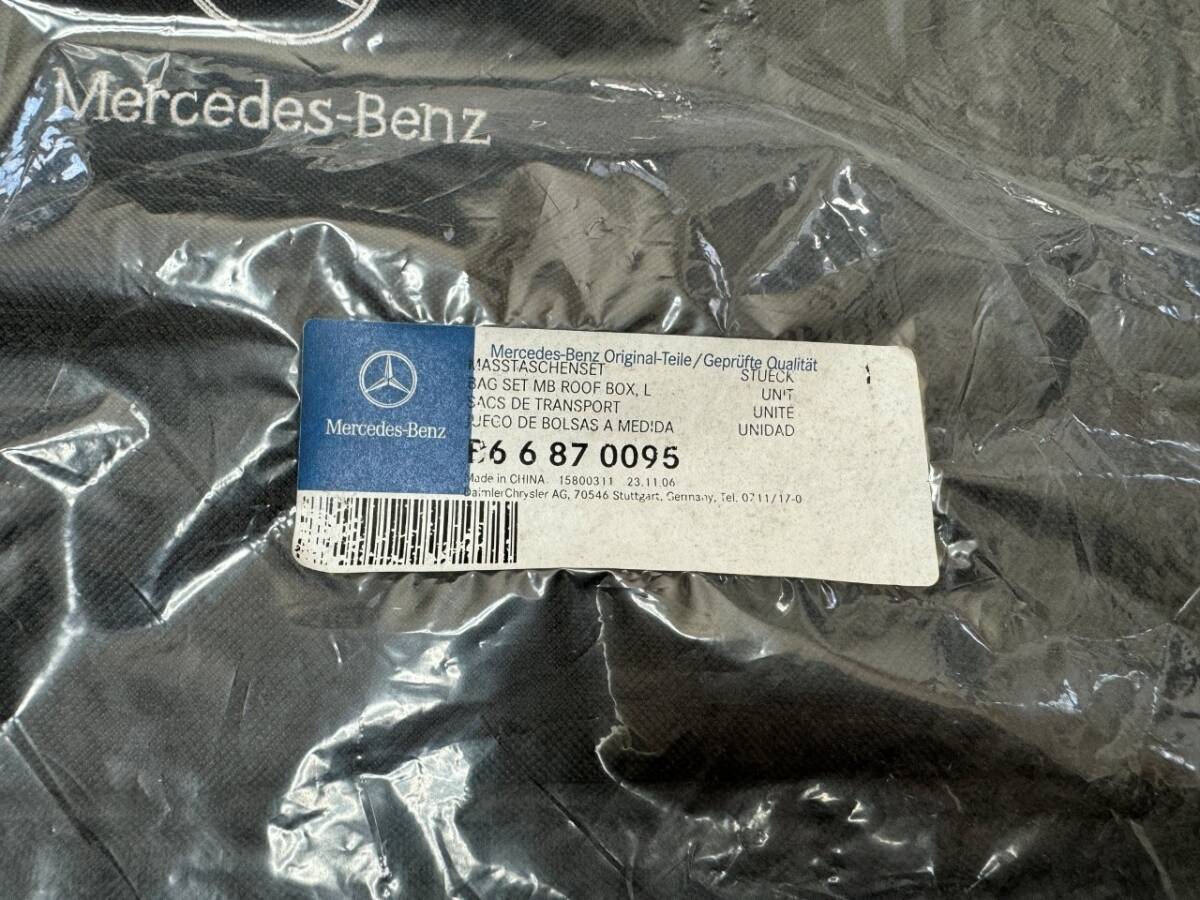 Mercedes-Benz
Mercedes-Benz
Mercedes-Benz Original-Teile/Geprüfte Qualität
MASSTASCHENSET STUECK 1
BAG SET MB ROOF BOX, L UNIT
SACS DE TRANSPORT UNITÉ
JUEGO DE BOLSAS A MEDIDA UNIDAD
B6 6 87 0095
Made in CHINA 15800311 23.11.06
DaimlerChrysler AG, 70546 Stuttgart, Germany, Tel. 0711/17-0